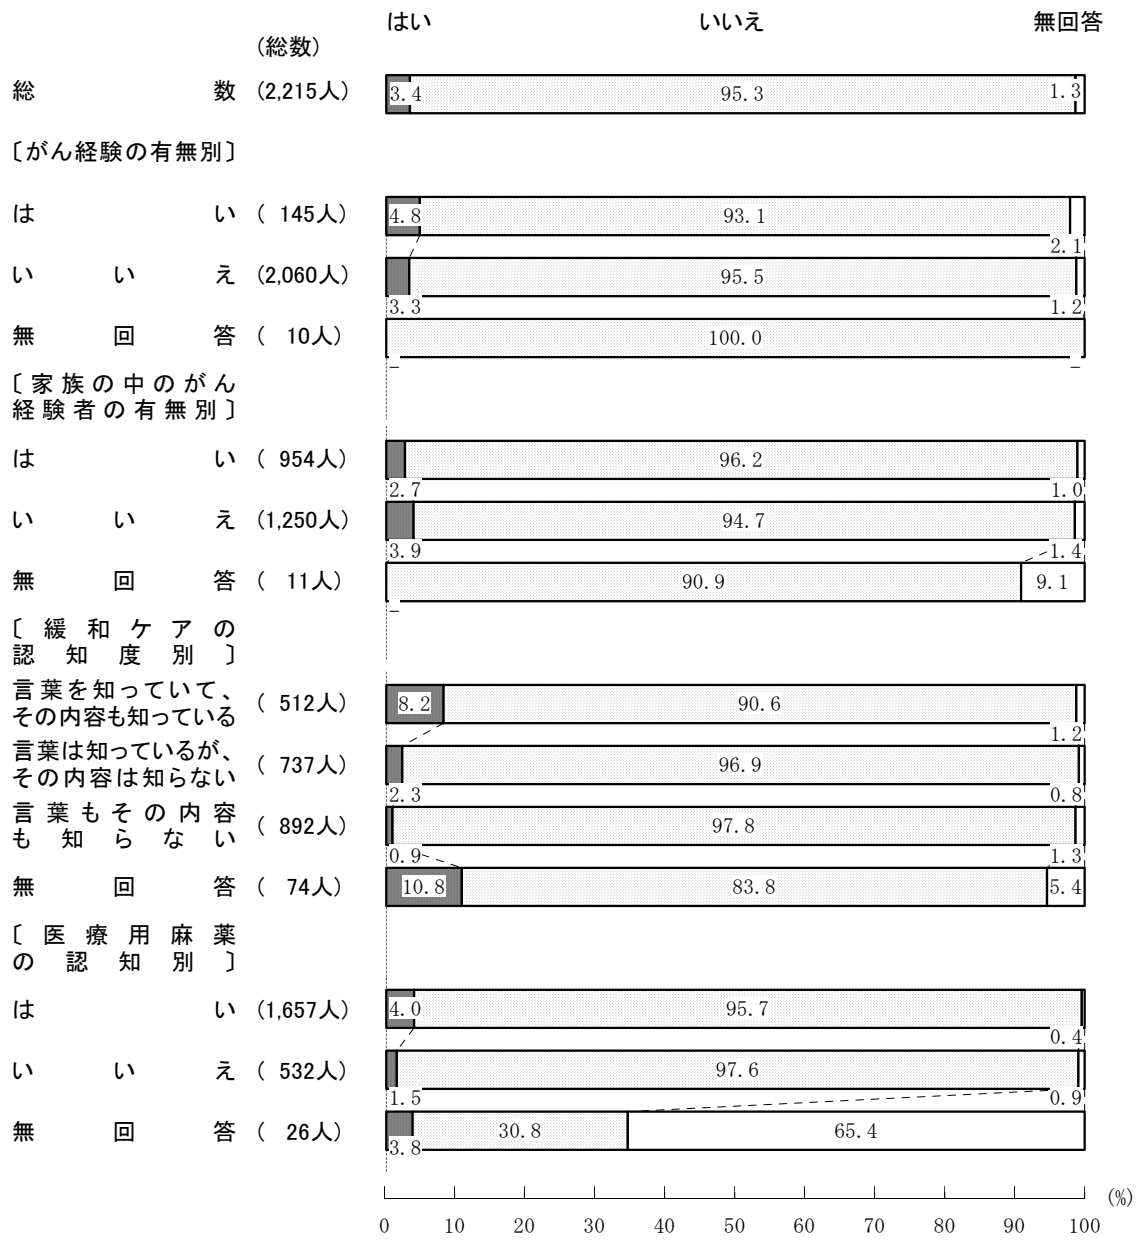 はい いいえ 無回答
(総数)
総数 (2,215人) 3.4 95.3 1.3
〔がん経験の有無別〕
はい ( 145人) 4.8 93.1 2.1
いいえ (2,060人) 95.5
3.3 1.2
無回答 ( 10人) 100.0
– –
〔家族の中のがん
経験者の有無別〕
はい ( 954人) 96.2
2.7 1.0
いいえ (1,250人) 94.7
3.9 1.4
無回答 ( 11人) 90.9 9.1
–
〔緩和ケアの
認知度別〕
言葉を知っていて、
その内容も知っている ( 512人) 8.2 90.6 1.2
言葉は知っているが、
その内容は知らない ( 737人) 96.9
2.3 0.8
言葉もその内容
も知らない ( 892人) 97.8
0.9 1.3
無回答 ( 74人) 10.8 83.8 5.4
〔医療用麻薬
の認知別〕
はい (1,657人) 4.0 95.7 0.4
いいえ ( 532人) 97.6
1.5 0.9
無回答 ( 26人) 30.8 65.4
3.8
(%)
0 10 20 30 40 50 60 70 80 90 100